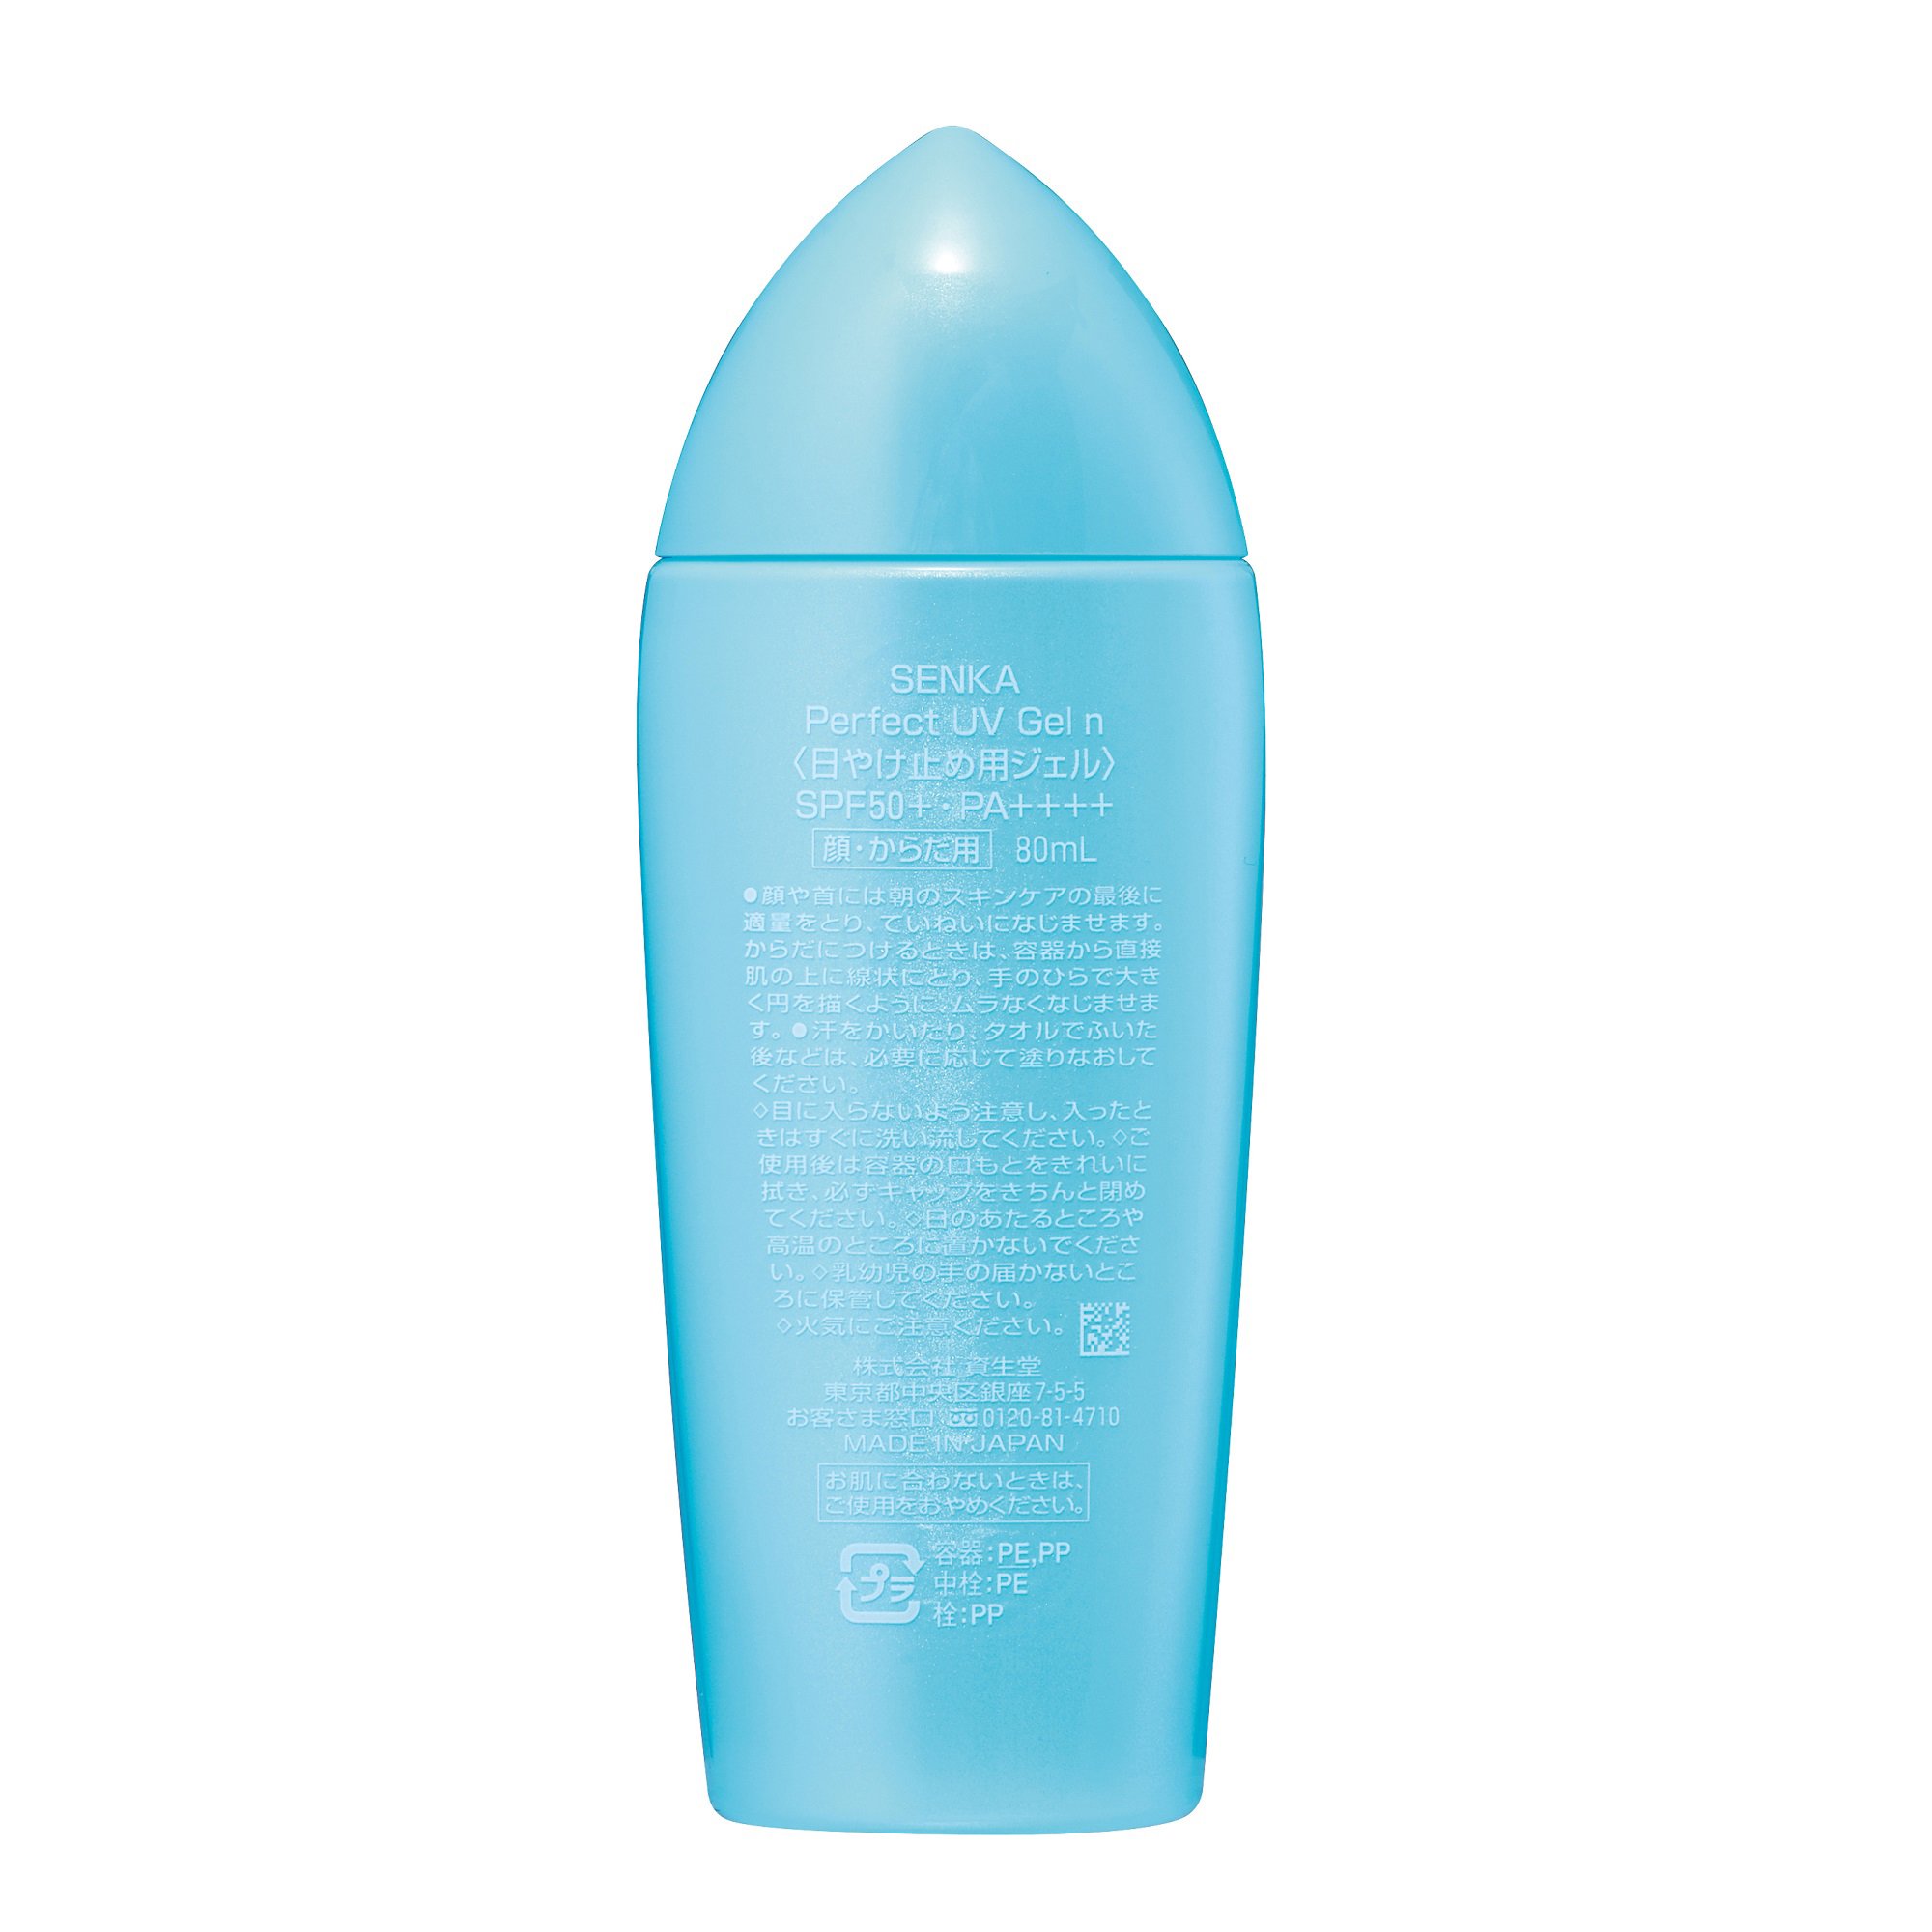 SENKA
Perfect UV Gel n
〈日やけ止め用ジェル〉
SPF50+・PA++++
顔・からだ用 80mL
●顔や首には朝のスキンケアの最後に
適量をとり、ていねいになじませます。
からだにつけるときは、容器から直接
肌の上に線状にとり、手のひらで大き
く円を描くように、ムラなくなじませま
す。●汗をかいたり、タオルでふいた
後などは、必要に応じて塗りなおして
ください。
◇目に入らないよう注意し、入ったと
きはすぐに洗い流してください。◇ご
使用後は容器の口もとをきれいに
拭き、必ずキャップをきちんと閉め
てください。◇日のあたるところや
高温のところに置かないでくださ
い。◇乳幼児の手の届かないとこ
ろに保管してください。
◇火気にご注意ください。
株式会社 資生堂
東京都中央区銀座7-5-5
お客さま窓口 0120-81-4710
MADE IN JAPAN
お肌に合わないときは、
ご使用をおやめください。
プラ
容器:PE,PP
中栓:PE
栓:PP